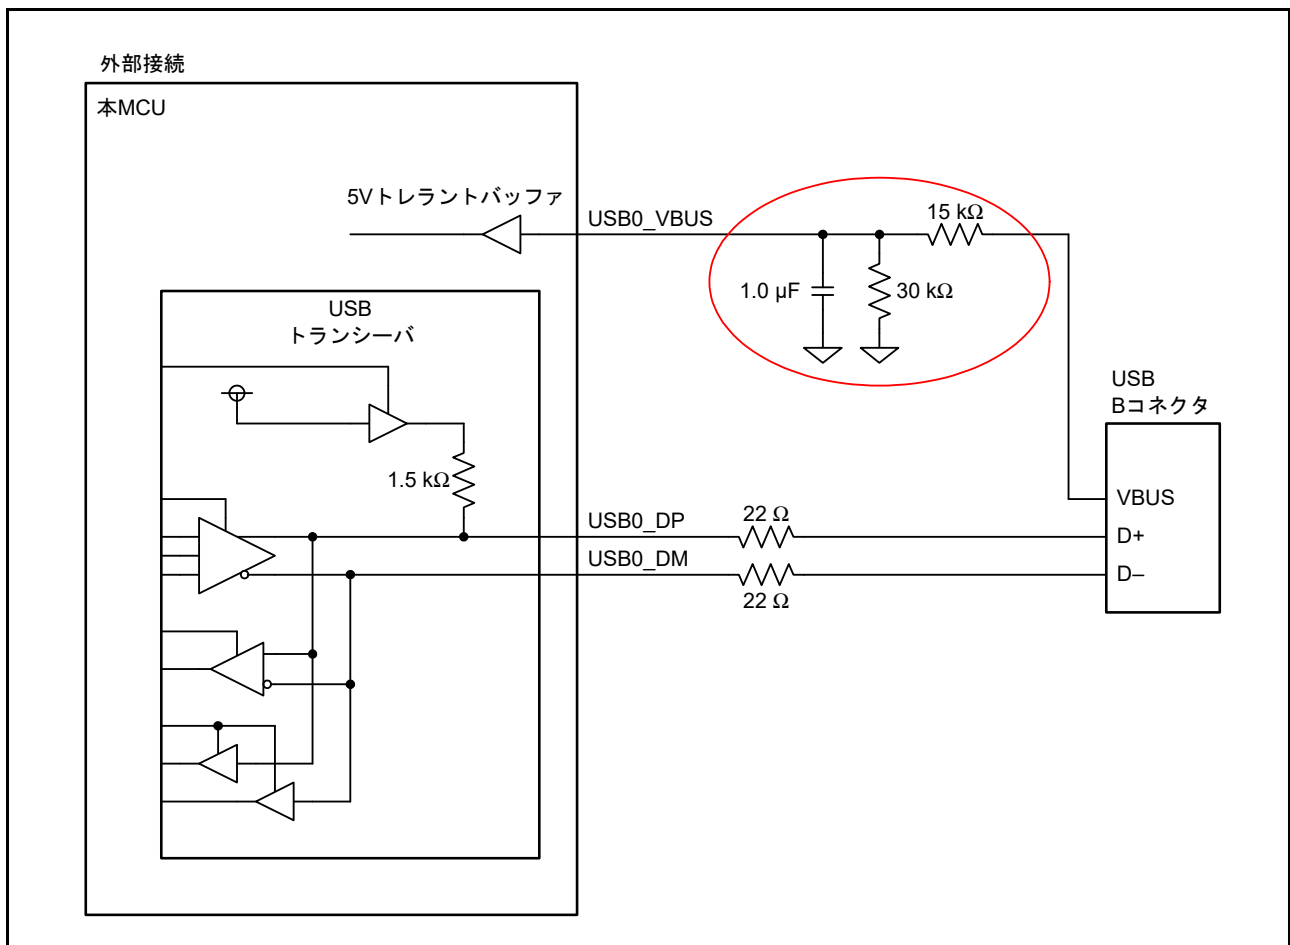 外部接続
本MCU
5Vトレラントバッファ
USB0_VBUS
15 kΩ
1.0 µF
30 kΩ
USB
トランシーバ
1.5 kΩ
USB
Bコネクタ
VBUS
USB0_DP
22 Ω
D+
USB0_DM
22 Ω
D–